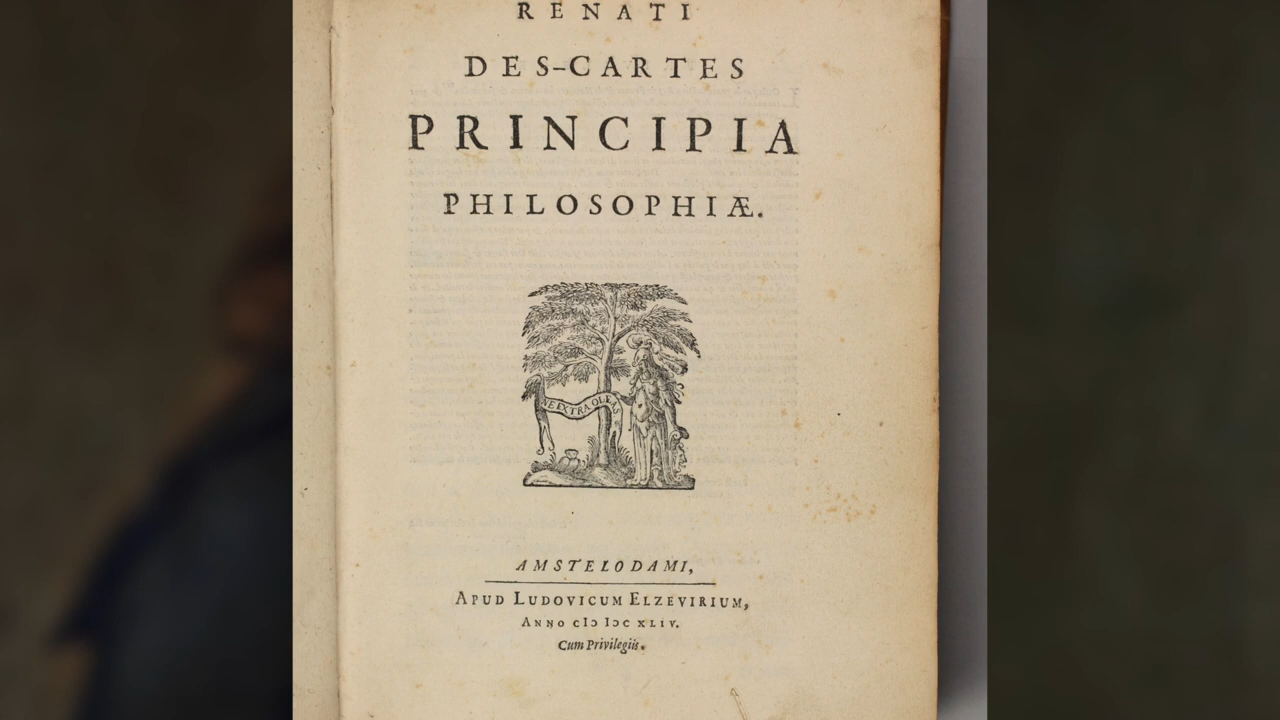 RENATI
DES-CARTES
PRINCIPIA
PHILOSOPHIÆ.
NE EXTRA OLEAS
AMSTELODAMI,
APUD LUDOVICUM ELZEVIRIUM,
ANNO cIↄ Iↄc XLIV.
Cum Privilegiis.